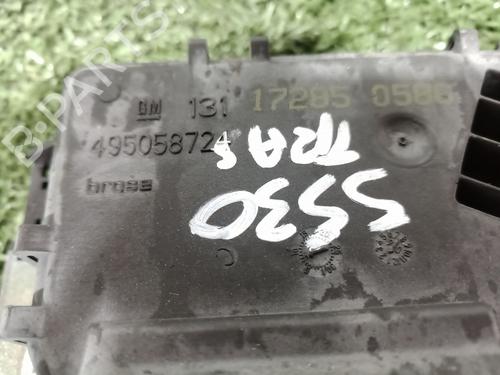 GM 131 17285 0586
495058724
brose
TRAS
5530
B-PARTS